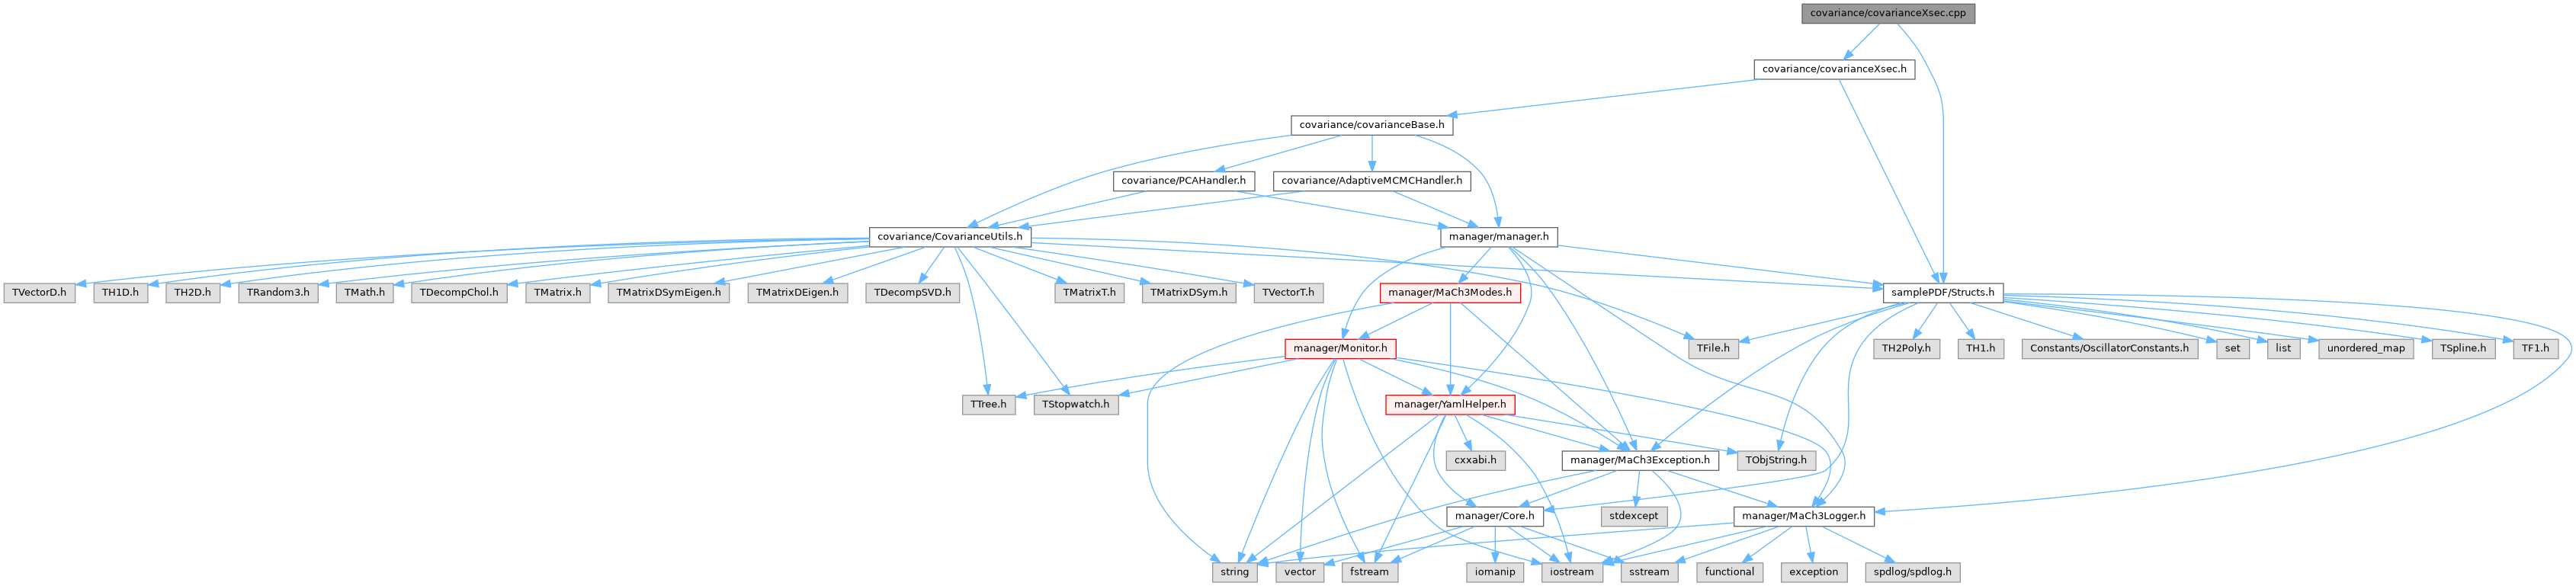 covariance/covarianceXsec.cpp
covariance/covarianceXsec.h
covariance/covarianceBase.h
covariance/PCAHandler.h
covariance/AdaptiveMCMCHandler.h
covariance/CovarianceUtils.h
manager/manager.h
TVectorD.h
TH1D.h
TH2D.h
TRandom3.h
TMath.h
TDecompChol.h
TMatrix.h
TMatrixDSymEigen.h
TMatrixDEigen.h
TDecompSVD.h
TMatrixT.h
TMatrixDSym.h
TVectorT.h
manager/MaCh3Modes.h
samplePDF/Structs.h
manager/Monitor.h
TFile.h
TH2Poly.h
TH1.h
Constants/OscillatorConstants.h
set
list
unordered_map
TSpline.h
TF1.h
TTree.h
TStopwatch.h
manager/YamlHelper.h
cxxabi.h
manager/MaCh3Exception.h
TObjString.h
manager/Core.h
stdexcept
manager/MaCh3Logger.h
string
vector
fstream
iomanip
iostream
sstream
functional
exception
spdlog/spdlog.h